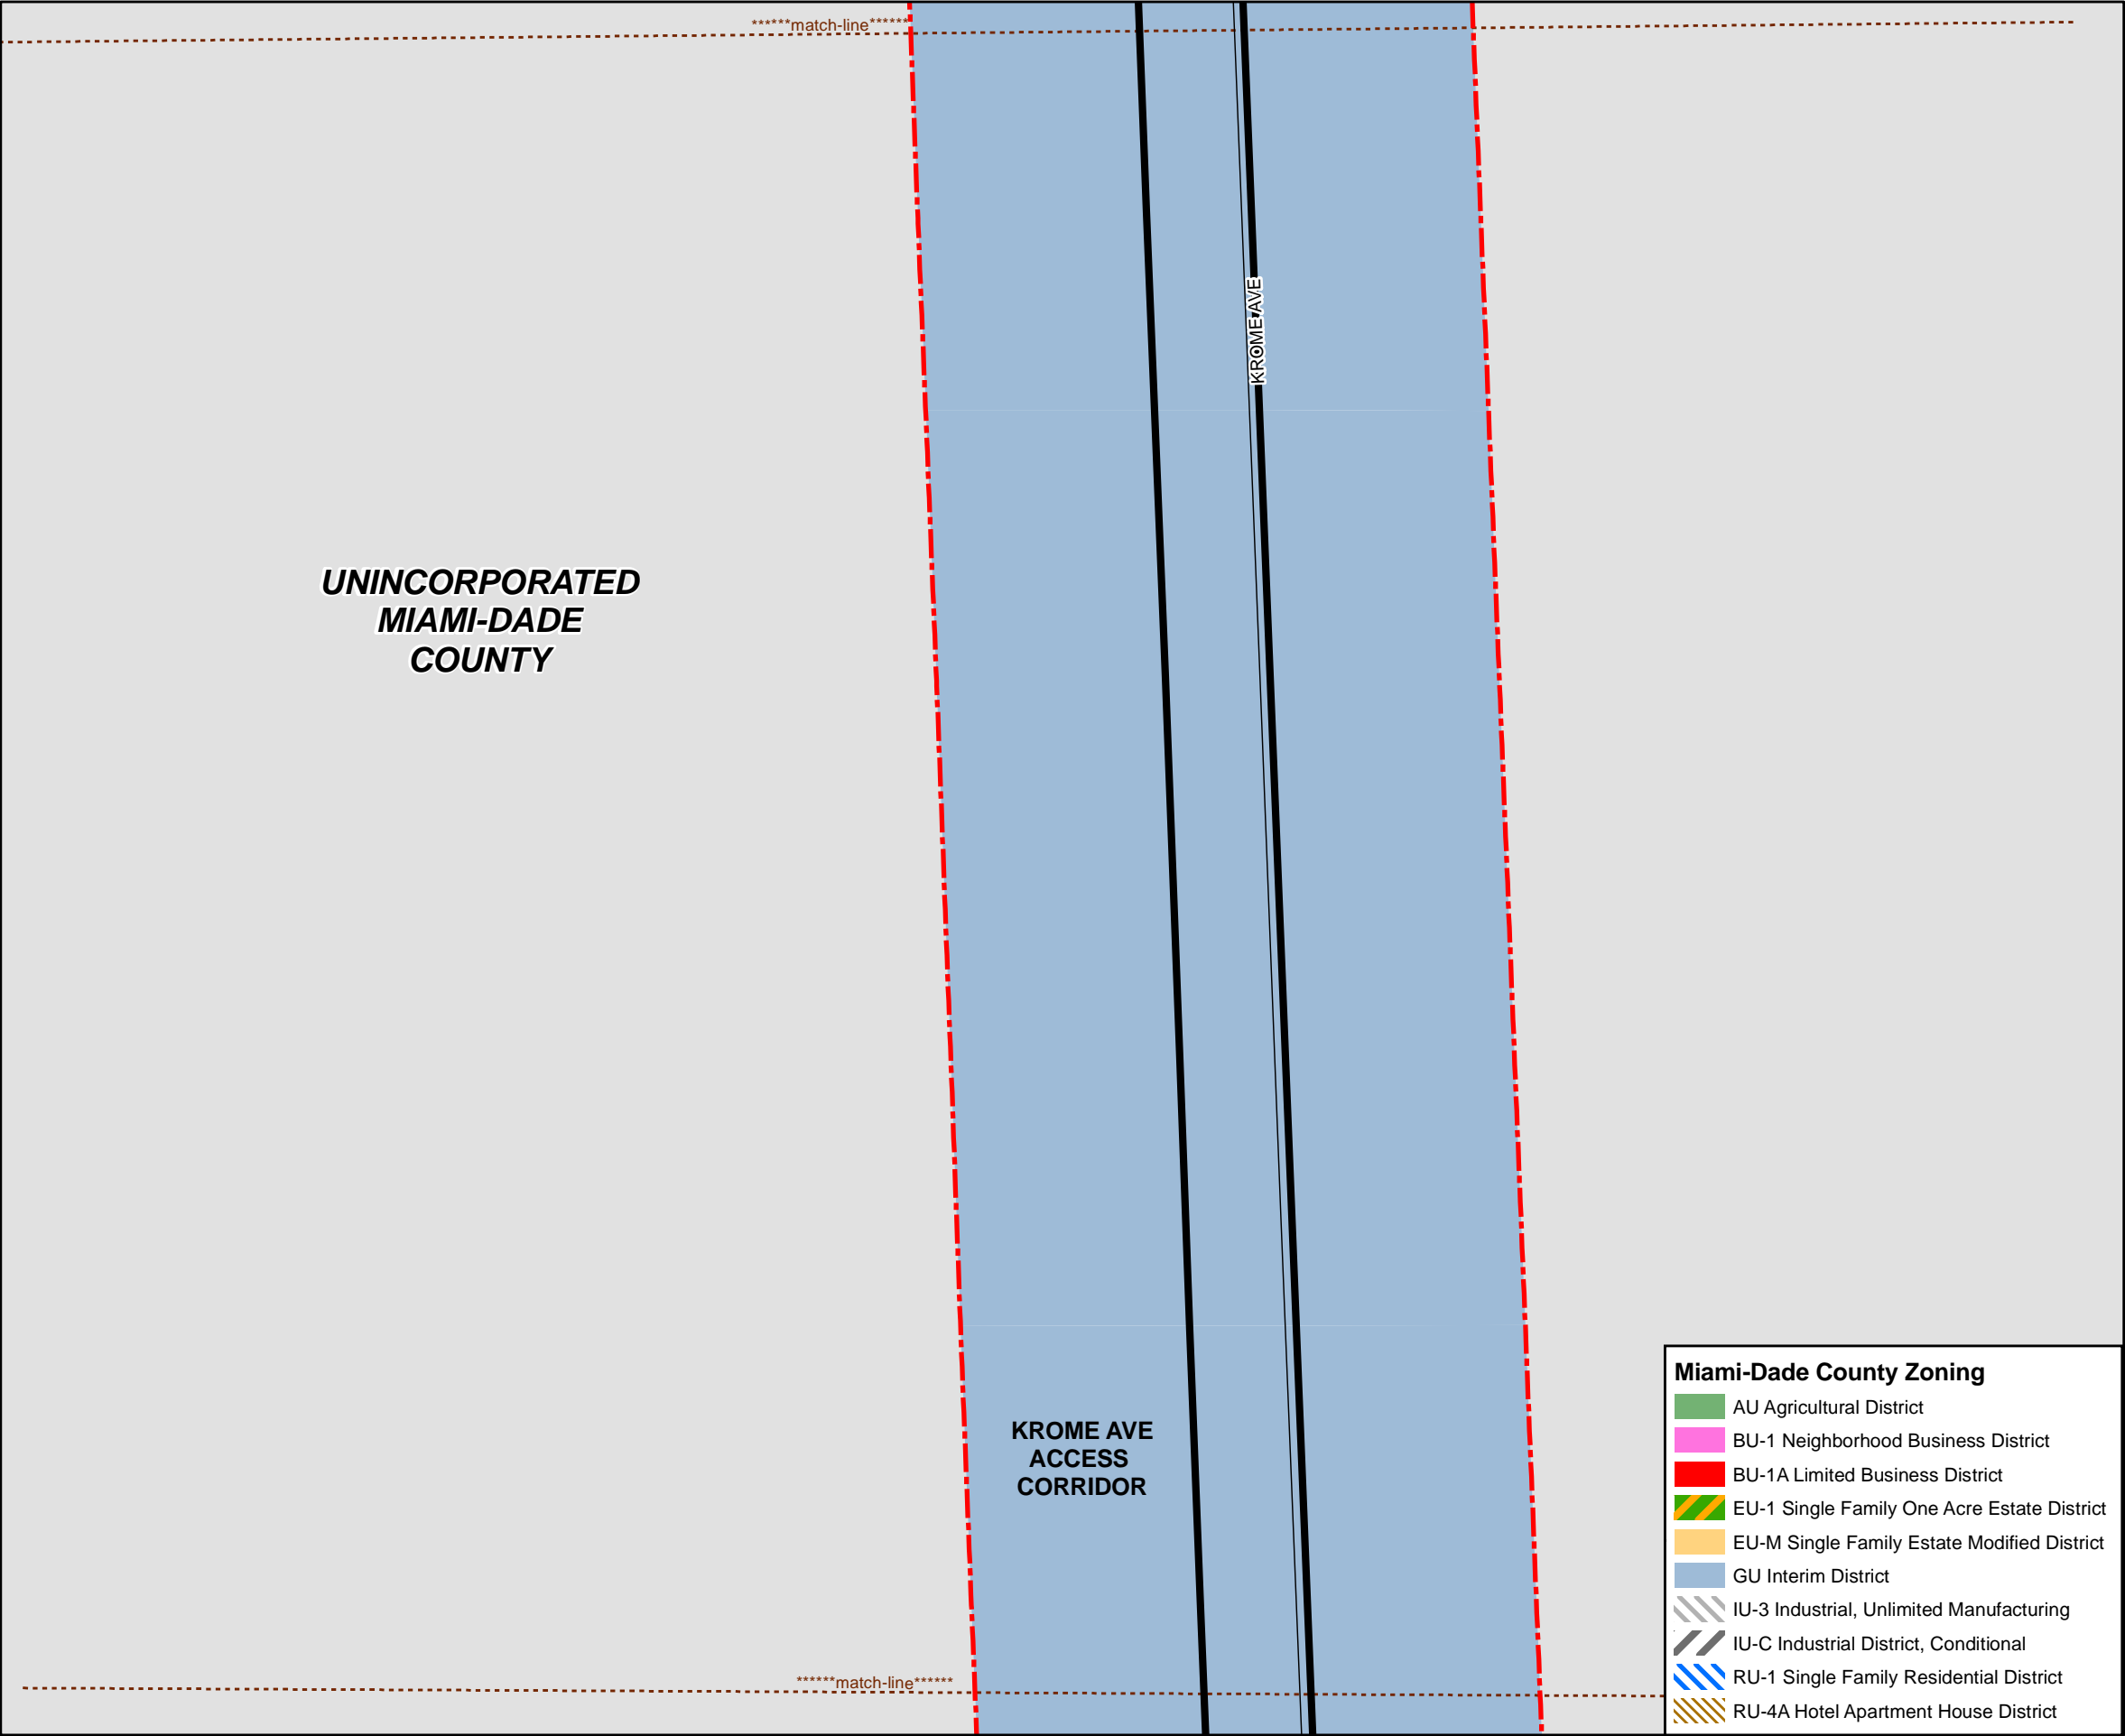 ******match-line******
KROME AVE
UNINCORPORATED
MIAMI-DADE
COUNTY
KROME AVE
ACCESS
CORRIDOR
******match-line******
Miami-Dade County Zoning
AU Agricultural District
BU-1 Neighborhood Business District
BU-1A Limited Business District
EU-1 Single Family One Acre Estate District
EU-M Single Family Estate Modified District
GU Interim District
IU-3 Industrial, Unlimited Manufacturing
IU-C Industrial District, Conditional
RU-1 Single Family Residential District
RU-4A Hotel Apartment House District